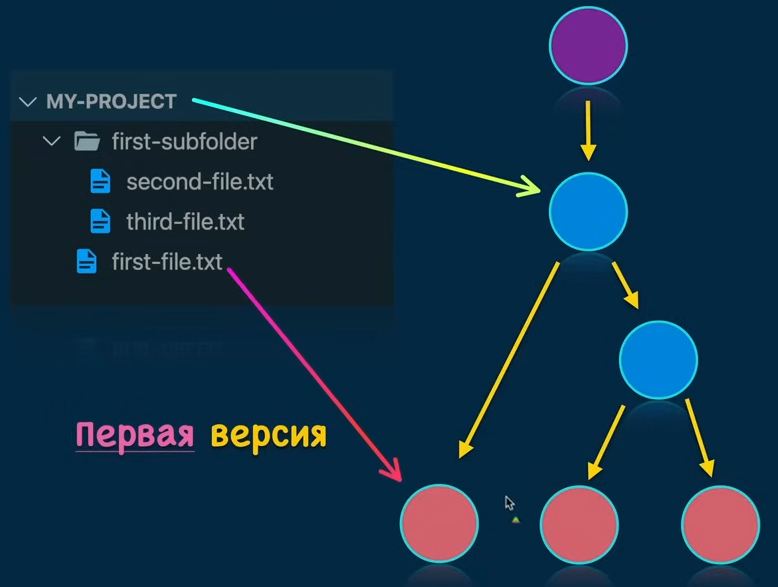 MY-PROJECT
first-subfolder
second-file.txt
third-file.txt
first-file.txt
Первая версия